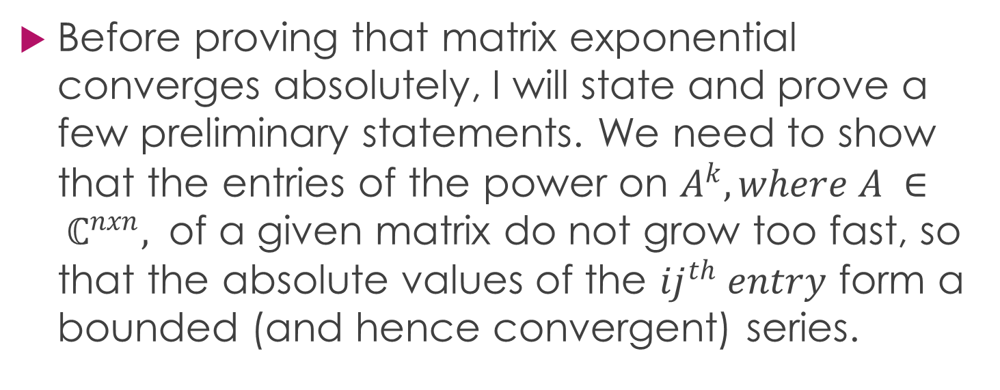 Before proving that matrix exponential
converges absolutely, I will state and prove a
few preliminary statements. We need to show
that the entries of the power on A^k, where A ∈
ℂ^{nxn}, of a given matrix do not grow too fast, so
that the absolute values of the ij^{th} entry form a
bounded (and hence convergent) series.